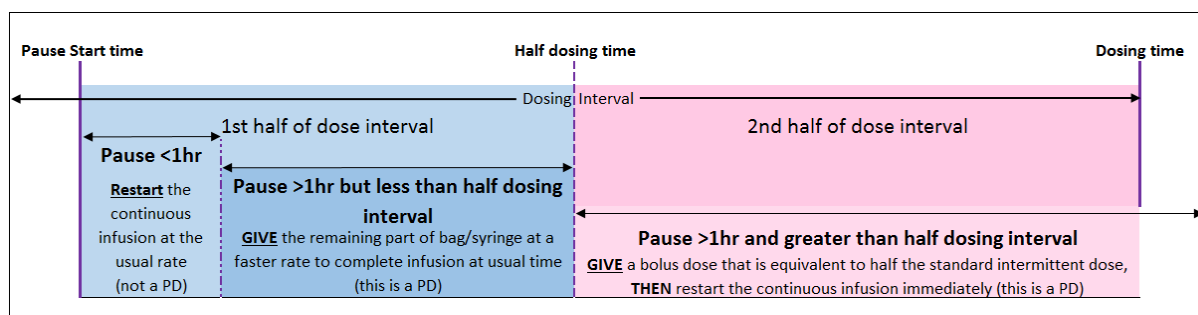 Pause Start time
Half dosing time
Dosing time
Dosing Interval
1st half of dose interval
2nd half of dose interval
Pause <1hr
Restart the
continuous
infusion at the
usual rate
(not a PD)
Pause >1hr but less than half dosing
interval
GIVE the remaining part of bag/syringe at a
faster rate to complete infusion at usual time
(this is a PD)
Pause >1hr and greater than half dosing interval
GIVE a bolus dose that is equivalent to half the standard intermittent dose,
THEN restart the continuous infusion immediately (this is a PD)